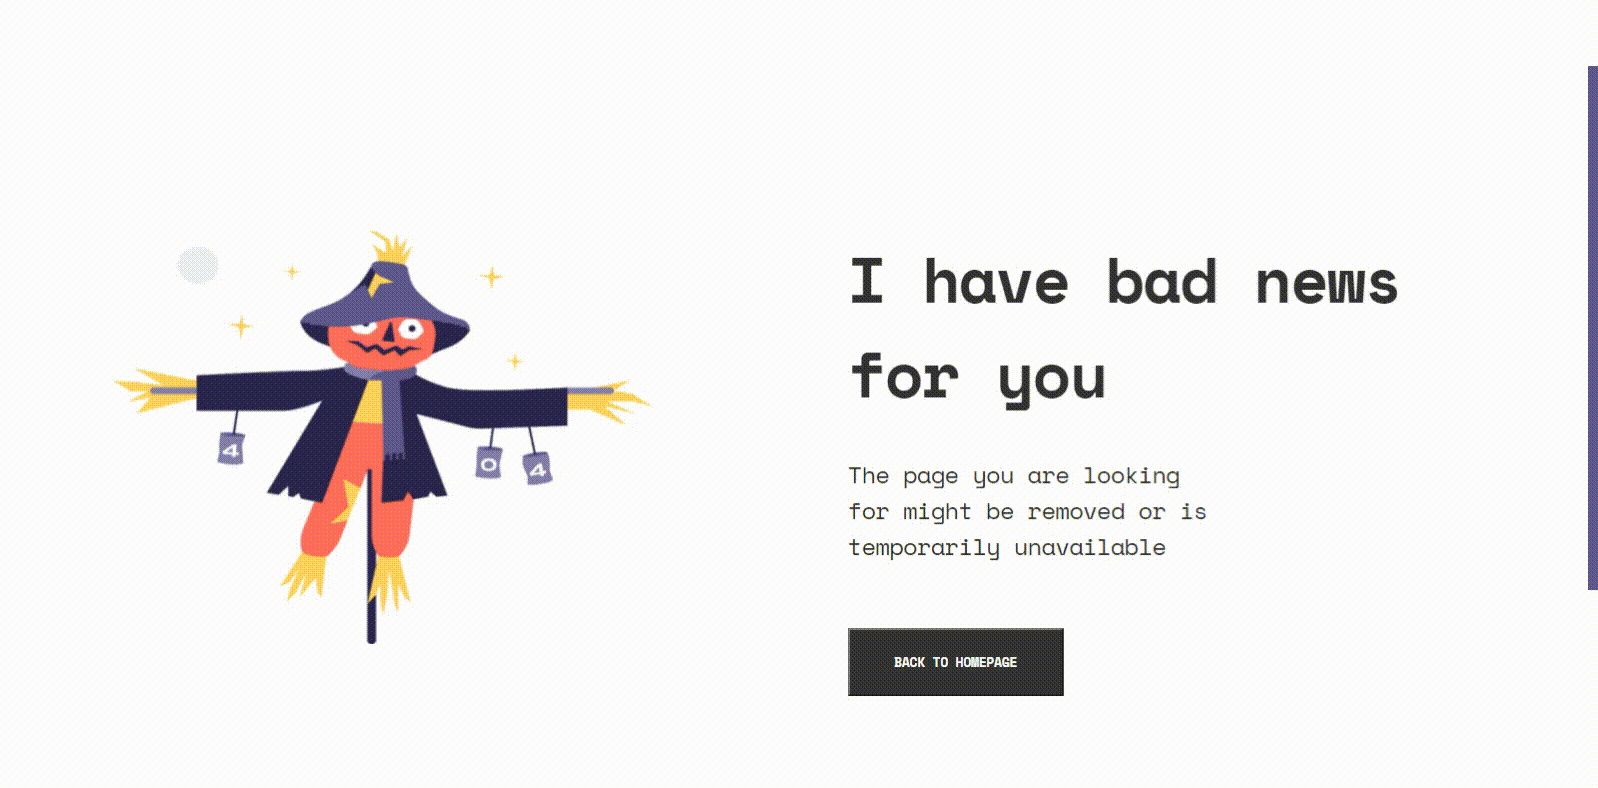 4
0
4
I have bad news
for you
The page you are looking
for might be removed or is
temporarily unavailable
BACK TO HOMEPAGE